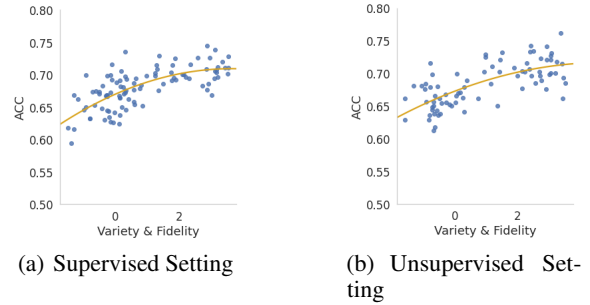 0.80
0.75
0.70
0.65
0.60
0.55
0.50
ACC
0 2
Variety & Fidelity
(a) Supervised Setting
0.80
0.75
0.70
0.65
0.60
0.55
0.50
ACC
0 2
Variety & Fidelity
(b) Unsupervised Set-
ting